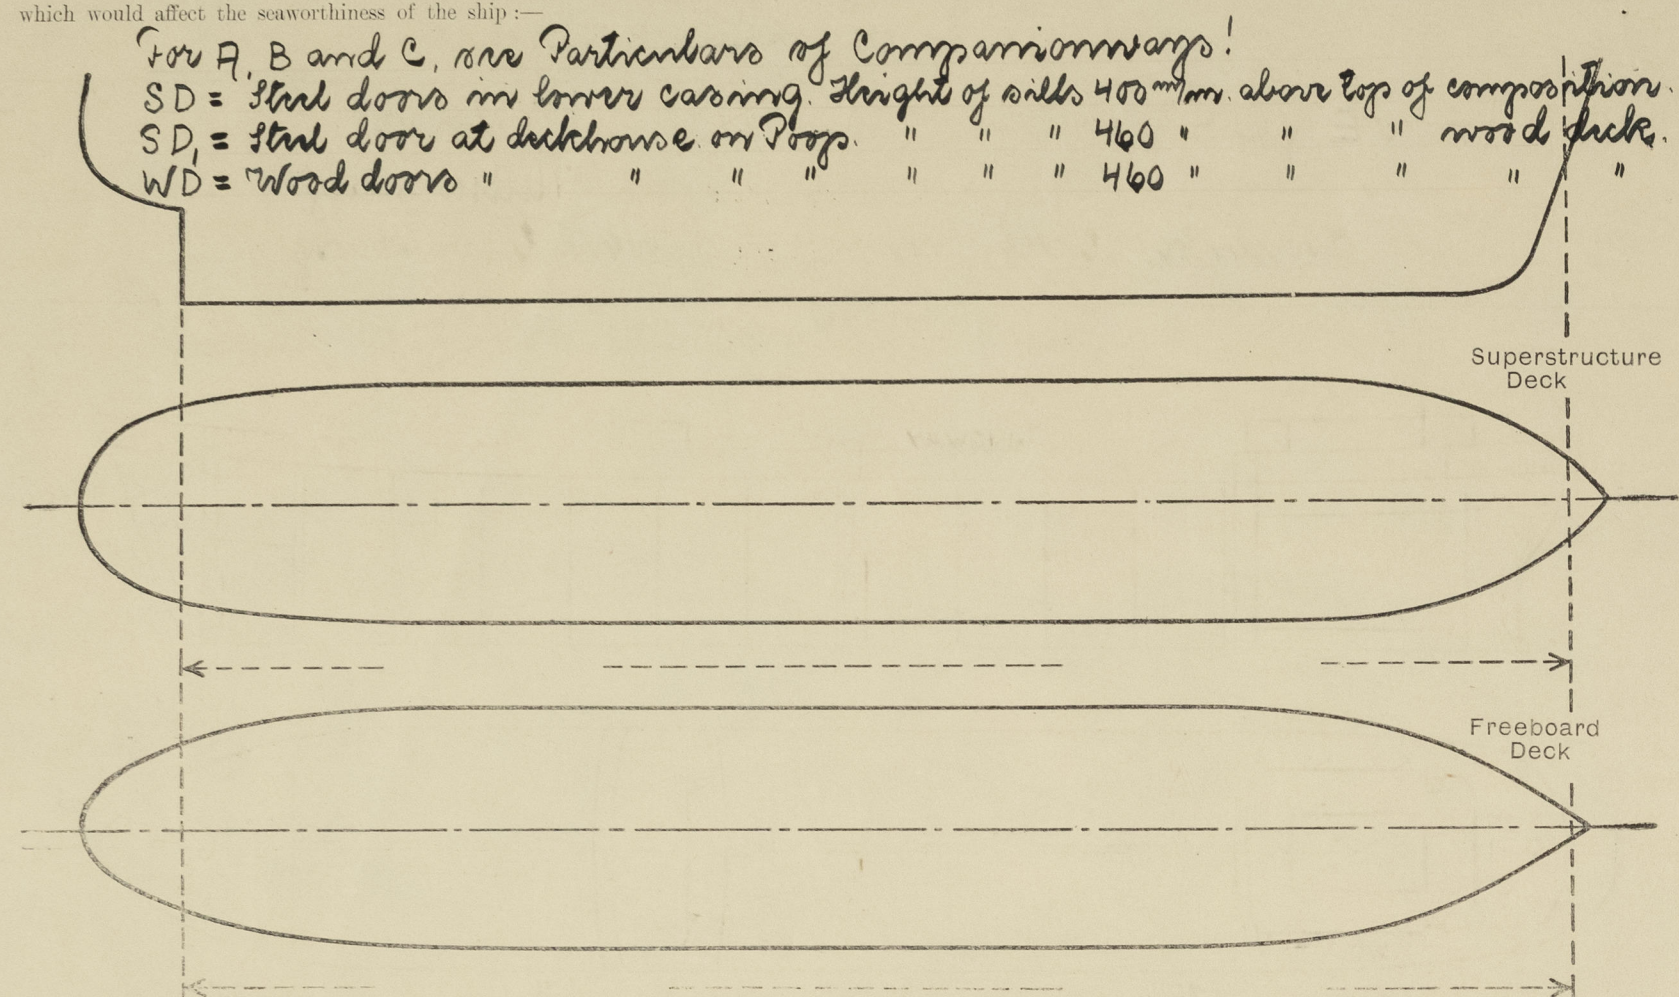 which would affect the seaworthiness of the ship :—
For A, B and C, see Particulars of Companionways!
SD = Steel doors in lower casing. Height of sills 400 m/m. above top of composition.
SD₁ = Steel door at deckhouse on Poop. " " " 460 " " " wood deck.
WD = Wood doors " " " " " " " 460 " " " " "
Superstructure
Deck
Freeboard
Deck